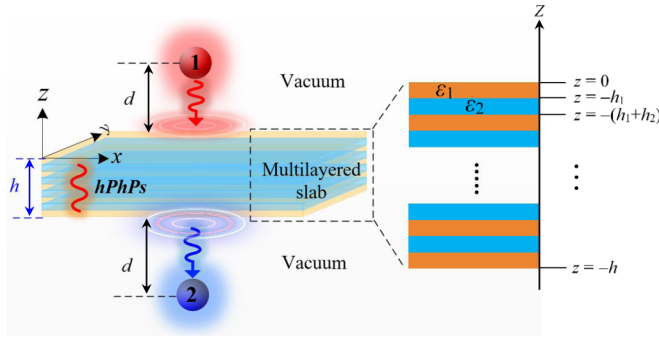 Z
1
Vacuum
z = 0
d
ε₁
z = −h₁
ε₂
z = −(h₁+h₂)
z
y
x
h
hPhPs
Multilayered
slab
d
Vacuum
2
z = −h